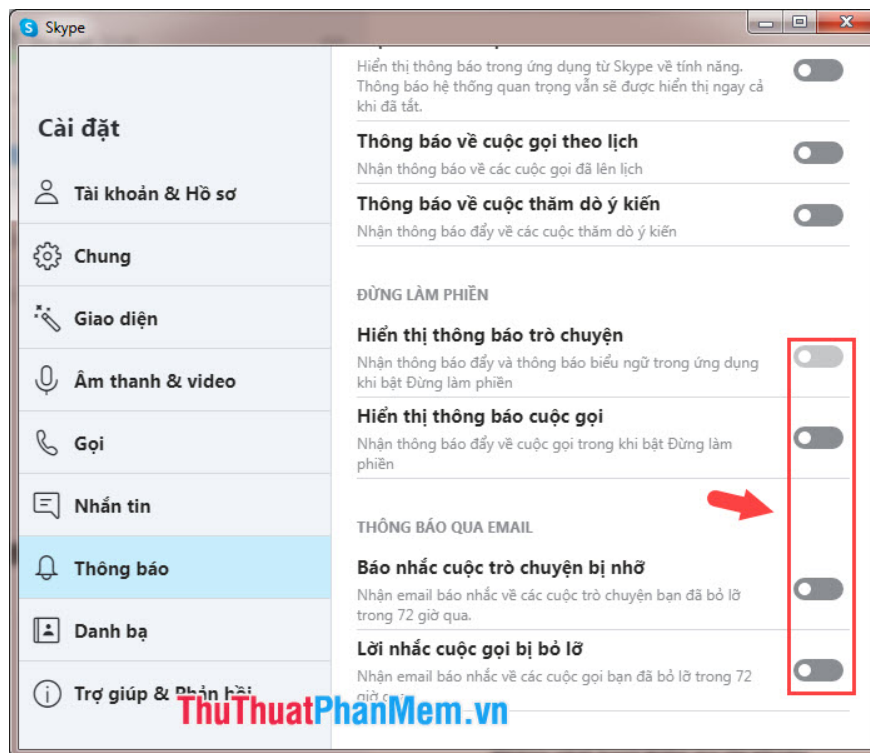 Skype
Cài đặt
Tài khoản & Hồ sơ
Chung
Giao diện
Âm thanh & video
Gọi
Nhắn tin
Thông báo
Danh bạ
Trợ giúp & Phản hồi
Hiển thị thông báo trong ứng dụng từ Skype về tính năng.
Thông báo hệ thống quan trọng vẫn sẽ được hiển thị ngay cả
khi đã tắt.
Thông báo về cuộc gọi theo lịch
Nhận thông báo về các cuộc gọi đã lên lịch
Thông báo về cuộc thăm dò ý kiến
Nhận thông báo đẩy về các cuộc thăm dò ý kiến
ĐỪNG LÀM PHIỀN
Hiển thị thông báo trò chuyện
Nhận thông báo đẩy và thông báo biểu ngữ trong ứng dụng
khi bật Đừng làm phiền
Hiển thị thông báo cuộc gọi
Nhận thông báo đẩy về cuộc gọi trong khi bật Đừng làm
phiền
THÔNG BÁO QUA EMAIL
Báo nhắc cuộc trò chuyện bị nhỡ
Nhận email báo nhắc về các cuộc trò chuyện bạn đã bỏ lỡ
trong 72 giờ qua.
Lời nhắc cuộc gọi bị bỏ lỡ
Nhận email báo nhắc về các cuộc gọi bạn đã bỏ lỡ trong 72
giờ
ThuThuatPhanMem.vn